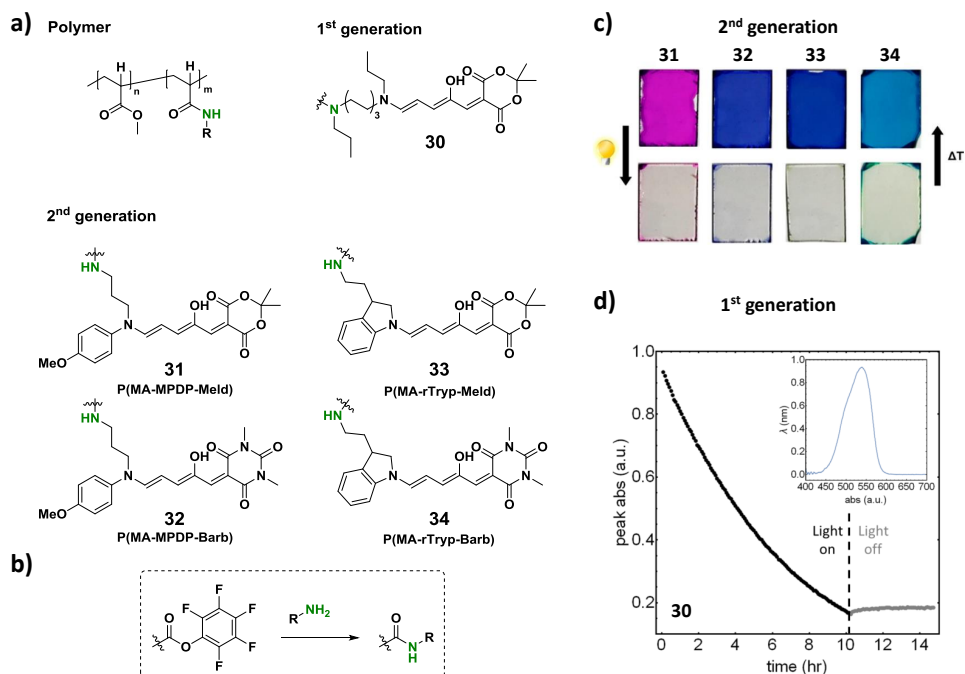 a)
Polymer
H
H
n
m
O
O
O
NH
R
1st generation
N
N
3
OH
O
O
O
O
30
2nd generation
HN
N
OH
O
O
O
O
MeO
31
P(MA-MPDP-Meld)
HN
N
OH
O
O
O
O
33
P(MA-rTryp-Meld)
HN
N
OH
O
N
O
N
O
MeO
32
P(MA-MPDP-Barb)
HN
N
OH
O
N
O
N
O
34
P(MA-rTryp-Barb)
b)
O
O
F
F
F
F
F
R-NH2
O
N
H
R
c)
2nd generation
31 32 33 34
ΔT
d)
1st generation
1.0
0.8
0.6
0.4
0.2
peak abs (a.u.)
0 2 4 6 8 10 12 14
time (hr)
30
Light
on
Light
off
1.0
0.8
0.6
0.4
0.2
0.0
λ (nm)
400 450 500 550 600 650 700
abs (a.u.)